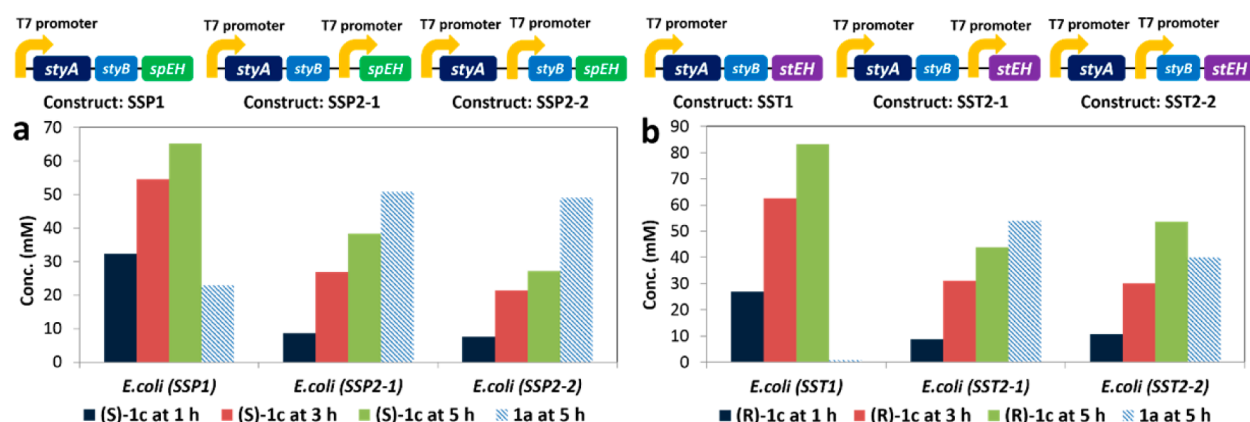 T7 promoter T7 promoter T7 promoter T7 promoter T7 promoter
styA styB spEH styA styB spEH styA styB spEH
Construct: SSP1 Construct: SSP2-1 Construct: SSP2-2
a
70
60
50
40
30
20
10
0
Conc. (mM)
E.coli (SSP1) E.coli (SSP2-1) E.coli (SSP2-2)
(S)-1c at 1 h (S)-1c at 3 h (S)-1c at 5 h 1a at 5 h
T7 promoter T7 promoter T7 promoter T7 promoter T7 promoter
styA styB stEH styA styB stEH styA styB stEH
Construct: SST1 Construct: SST2-1 Construct: SST2-2
b
90
80
70
60
50
40
30
20
10
0
Conc. (mM)
E.coli (SST1) E.coli (SST2-1) E.coli (SST2-2)
(R)-1c at 1 h (R)-1c at 3 h (R)-1c at 5 h 1a at 5 h